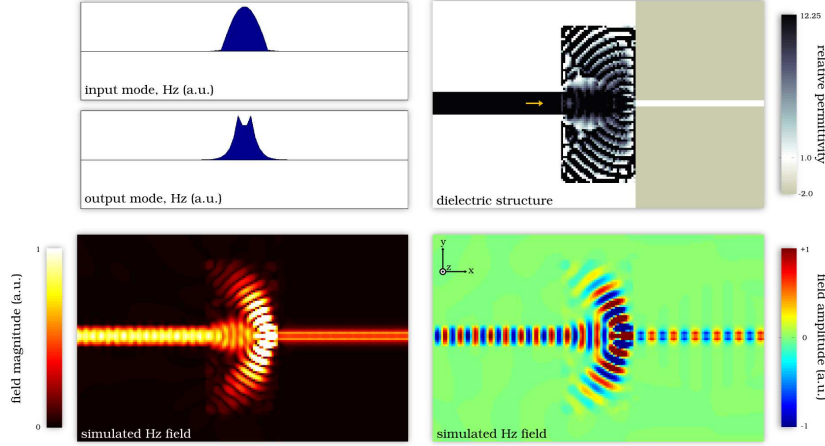 input mode, Hz (a.u.)
output mode, Hz (a.u.)
dielectric structure
12.25
1.0
-2.0
relative permittivity
1
0
field magnitude (a.u.)
simulated Hz field
y
z
x
simulated Hz field
+1
0
-1
field amplitude (a.u.)